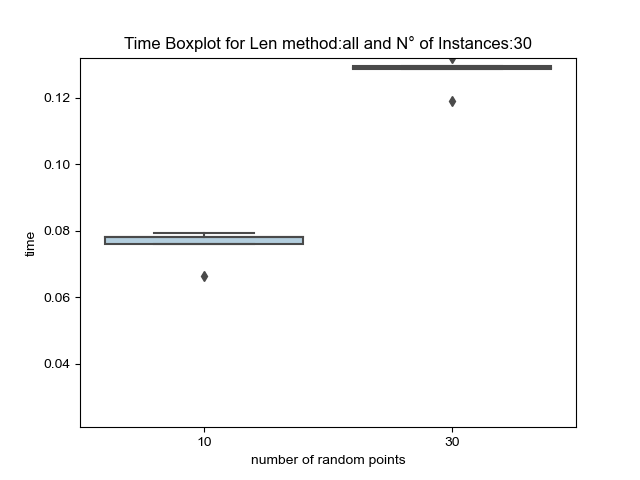 Time Boxplot for Len method:all and N° of Instances:30
0.12
0.10
0.08
0.06
0.04
time
10
30
number of random points